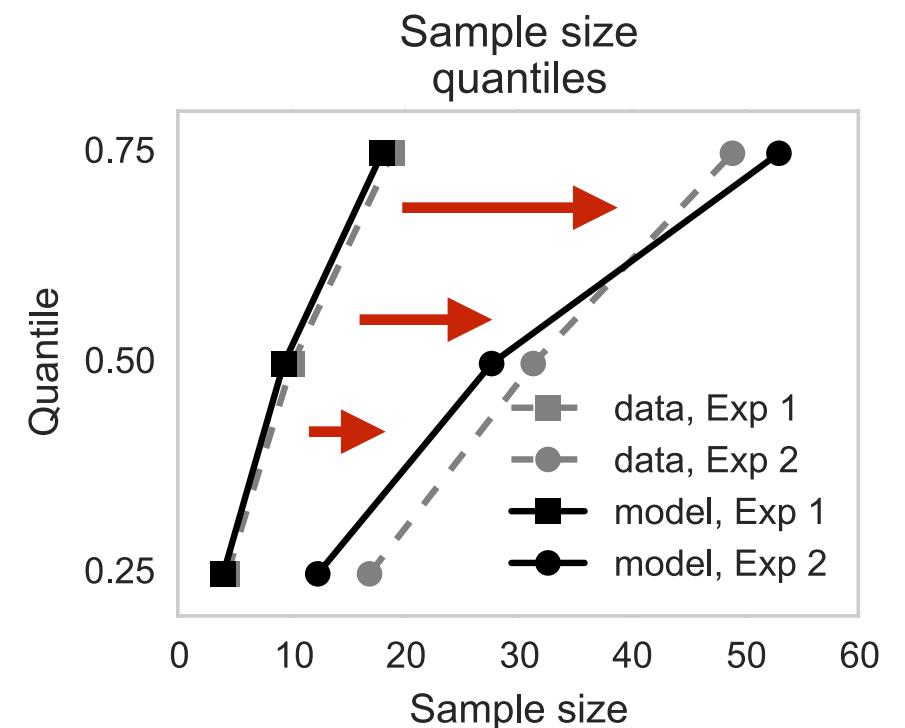 Sample size
quantiles
0.75
0.50
0.25
Quantile
data, Exp 1
data, Exp 2
model, Exp 1
model, Exp 2
0 10 20 30 40 50 60
Sample size